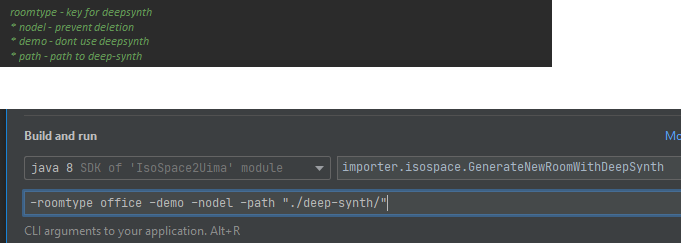 roomtype - key for deepsynth
* nodel - prevent deletion
* demo - dont use deepsynth
* path - path to deep-synth
Build and run
Mo
java 8 SDK of 'IsoSpace2Uima' module
importer.isospace.GenerateNewRoomWithDeepSynth
-roomtype office -demo -nodel -path "./deep-synth/"
CLI arguments to your application. Alt+R